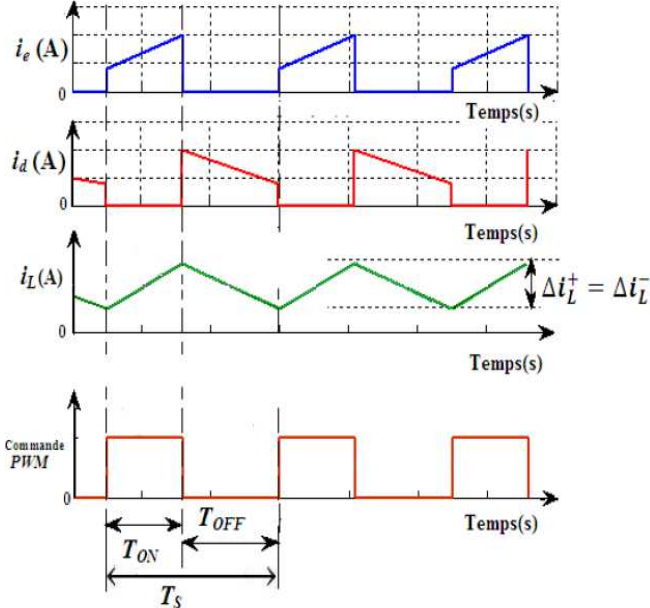 i_e (A)
0
Temps(s)
i_d (A)
0
Temps(s)
i_L(A)
Δi_L^+ = Δi_L^-
0
Temps(s)
Commande
PWM
0
Temps(s)
T_ON
T_OFF
T_S